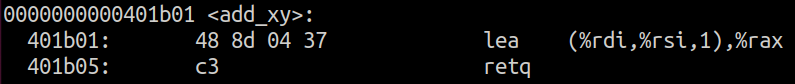 0000000000401b01 <add_xy>:
401b01: 48 8d 04 37 lea (%rdi,%rsi,1),%rax
401b05: c3 retq